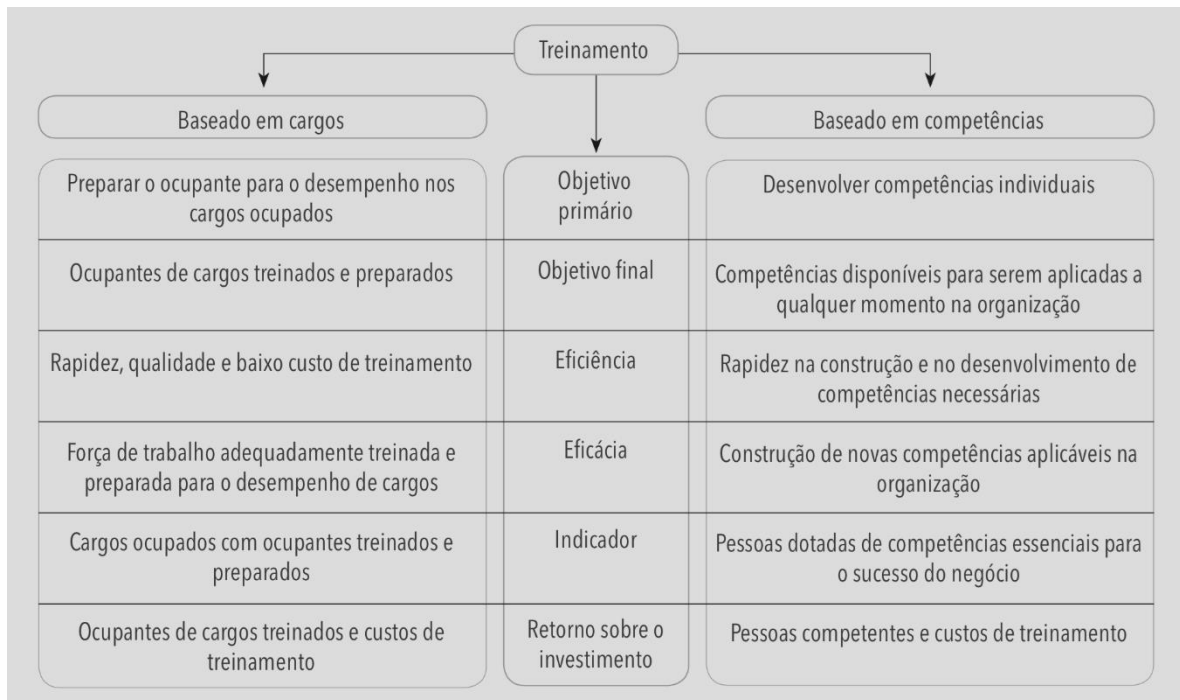 Treinamento
Baseado em cargos
Baseado em competências
Preparar o ocupante para o desempenho nos
cargos ocupados
Objetivo
primário
Desenvolver competências individuais
Ocupantes de cargos treinados e preparados
Objetivo final
Competências disponíveis para serem aplicadas a
qualquer momento na organização
Rapidez, qualidade e baixo custo de treinamento
Eficiência
Rapidez na construção e no desenvolvimento de
competências necessárias
Força de trabalho adequadamente treinada e
preparada para o desempenho de cargos
Eficácia
Construção de novas competências aplicáveis na
organização
Cargos ocupados com ocupantes treinados e
preparados
Indicador
Pessoas dotadas de competências essenciais para
o sucesso do negócio
Ocupantes de cargos treinados e custos de
treinamento
Retorno sobre o
investimento
Pessoas competentes e custos de treinamento